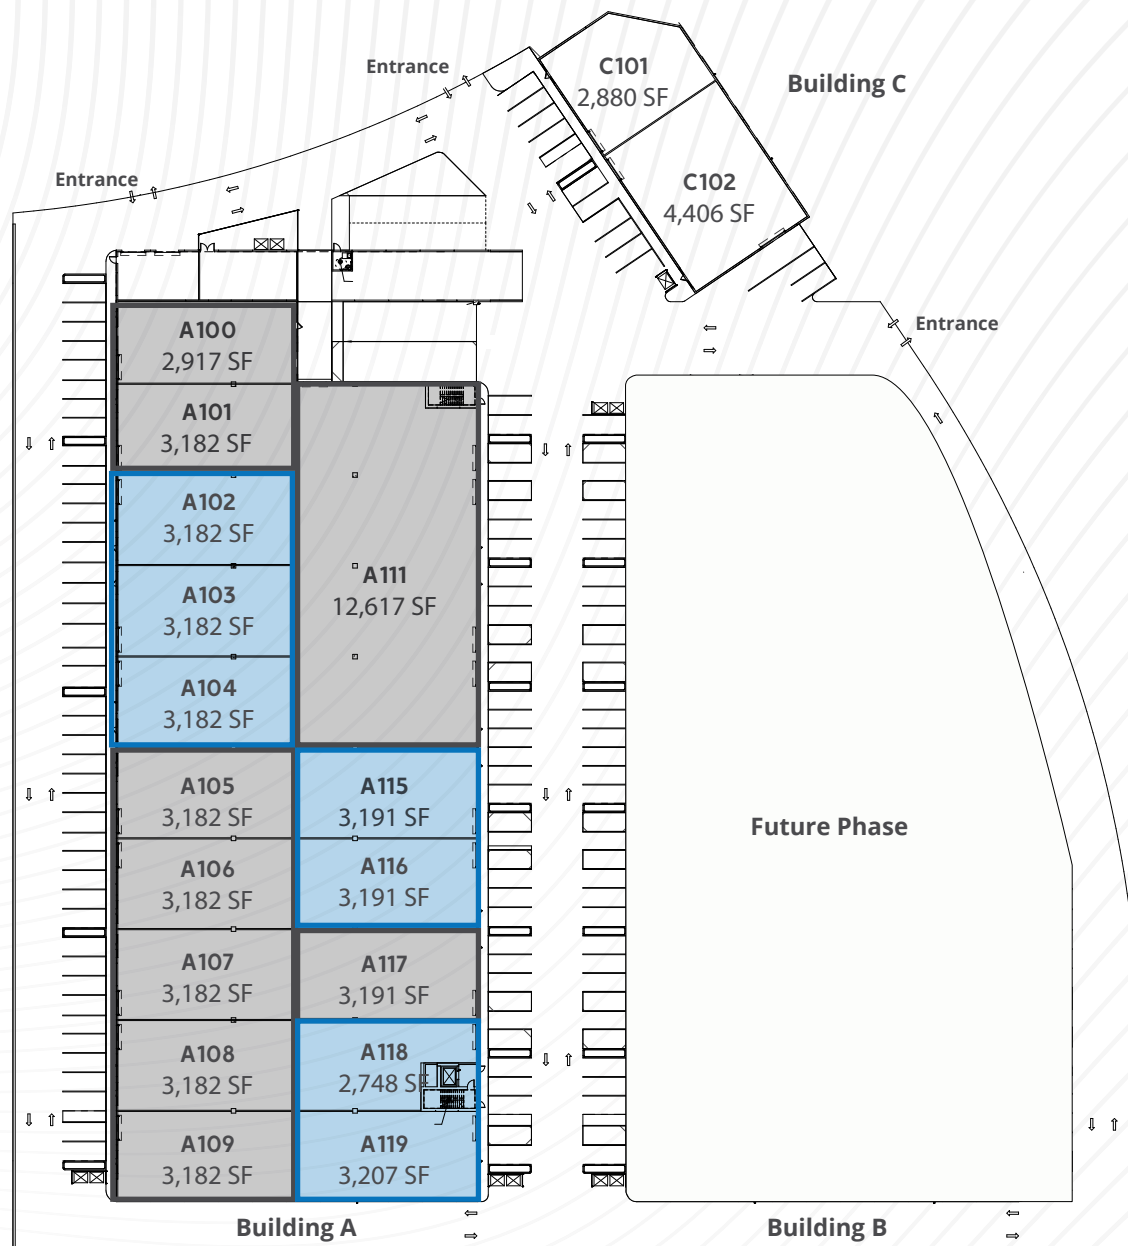 Entrance
Entrance
C101
2,880 SF
Building C
C102
4,406 SF
Entrance
A100
2,917 SF
A101
3,182 SF
A102
3,182 SF
A103
3,182 SF
A104
3,182 SF
A111
12,617 SF
A105
3,182 SF
A106
3,182 SF
A107
3,182 SF
A108
3,182 SF
A109
3,182 SF
A115
3,191 SF
A116
3,191 SF
A117
3,191 SF
A118
2,748 SF
A119
3,207 SF
Future Phase
Building A
Building B